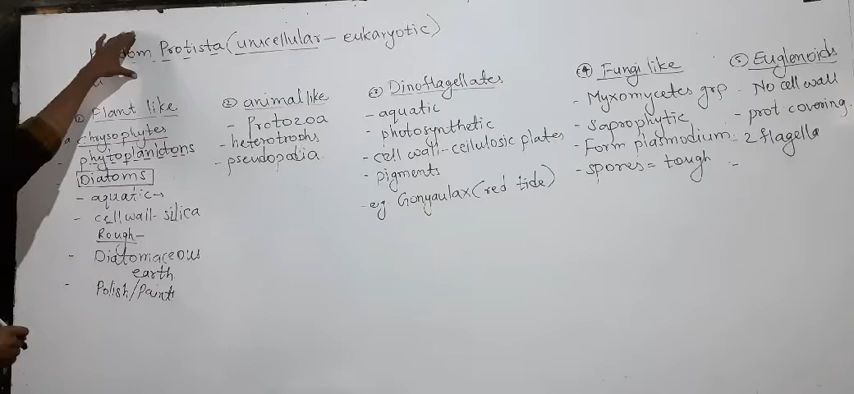 Protista (unicellular - eukaryotic)
① Plant like
chysophytes
phytoplanktons
Diatoms
- aquatic →
- cell wall - silica
Rough -
- Diatomaceous
earth
- Polish/Paints
② animal like
- Protozoa
- heterotrophs
- pseudopodia
③ Dinoflagellates
- aquatic
- photosynthetic
- cell wall - cellulosic plates
- pigments
- eg. Gonyaulax (red tide)
④ Fungi like
- Myxomycetes grp
- Saprophytic
- Form plasmodium
- spores = tough
⑤ Euglenoids
- No cell wall
- prot covering
- 2 flagella
-